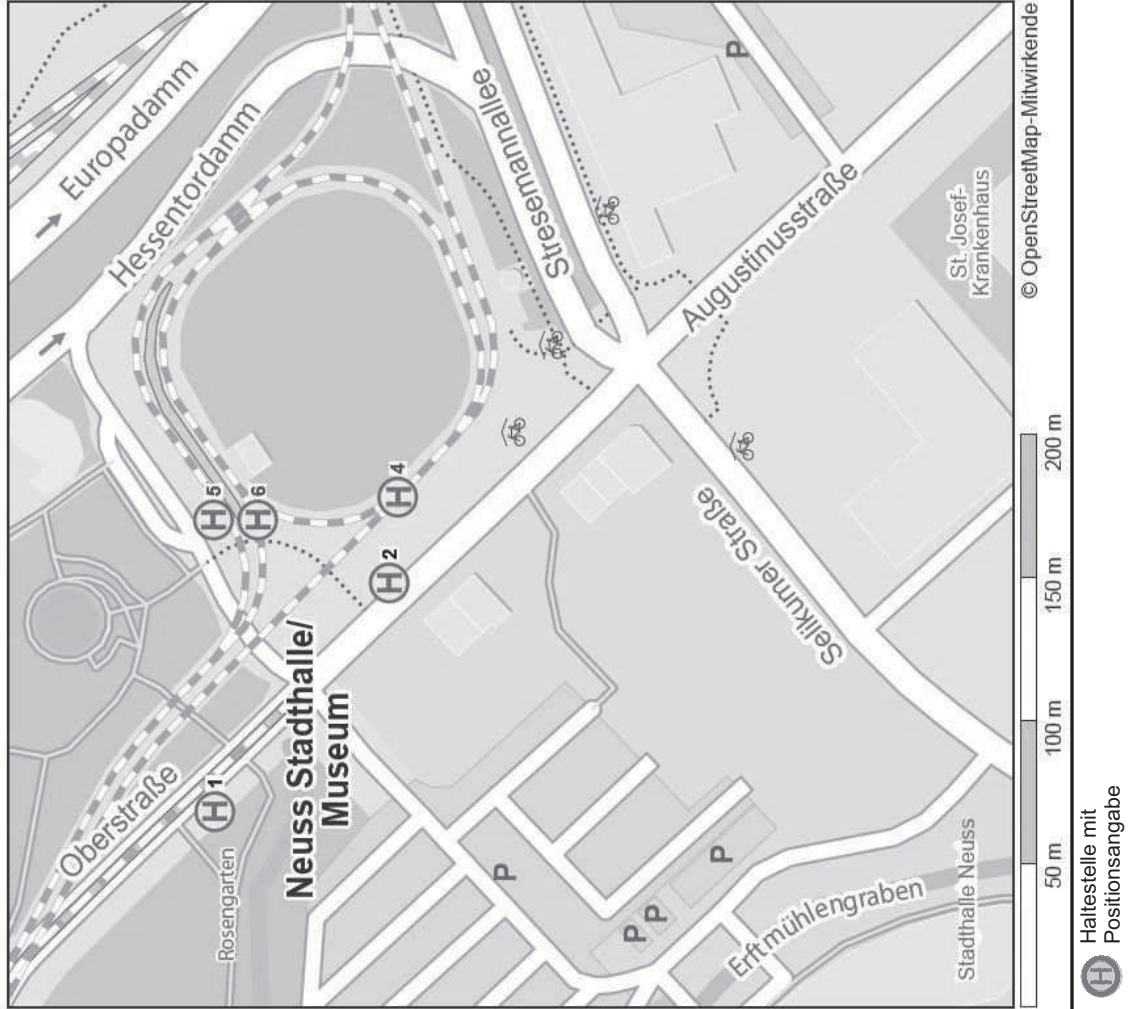 Europadamm
Hessentordamm
Stresemannallee
P
Augustinusstraße
St. Josef-
Krankenhaus
© OpenStreetMap-Mitwirkende
H 5
H 6
H 4
H 2
Neuss Stadthalle/
Museum
Selikumer Straße
Oberstraße
H 1
Rosengarten
P
P
P
P
Erftmühlengraben
Stadthalle Neuss
50 m
100 m
150 m
200 m
H
Haltestelle mit
Positionsangabe